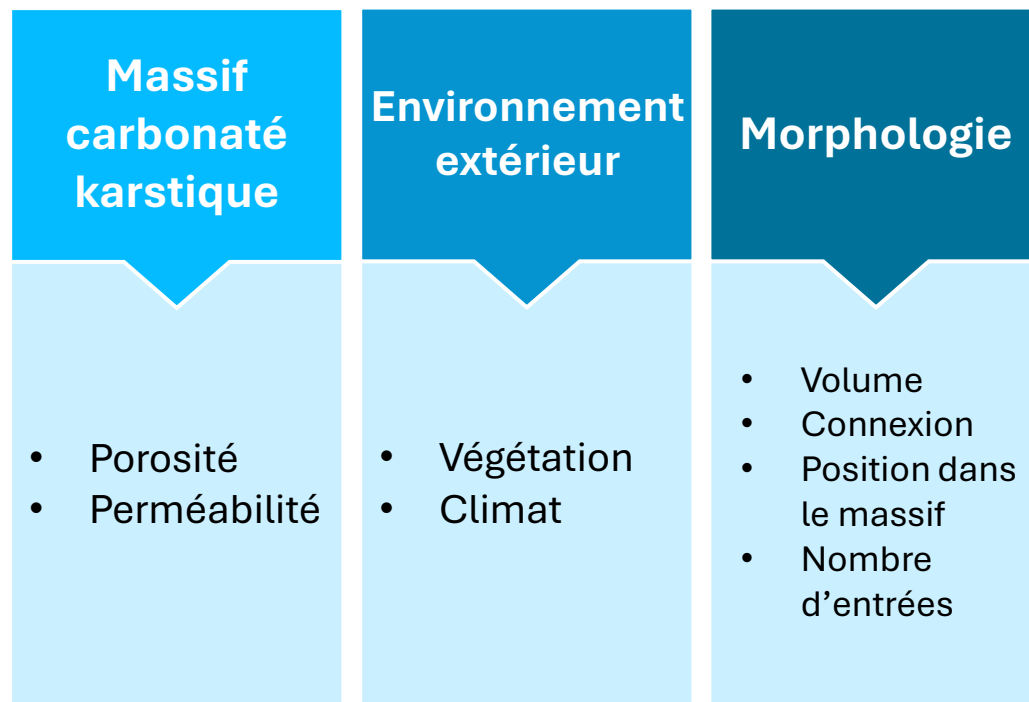 Massif
carbonaté
karstique
• Porosité
• Perméabilité
Environnement
extérieur
• Végétation
• Climat
Morphologie
• Volume
• Connexion
• Position dans
le massif
• Nombre
d’entrées